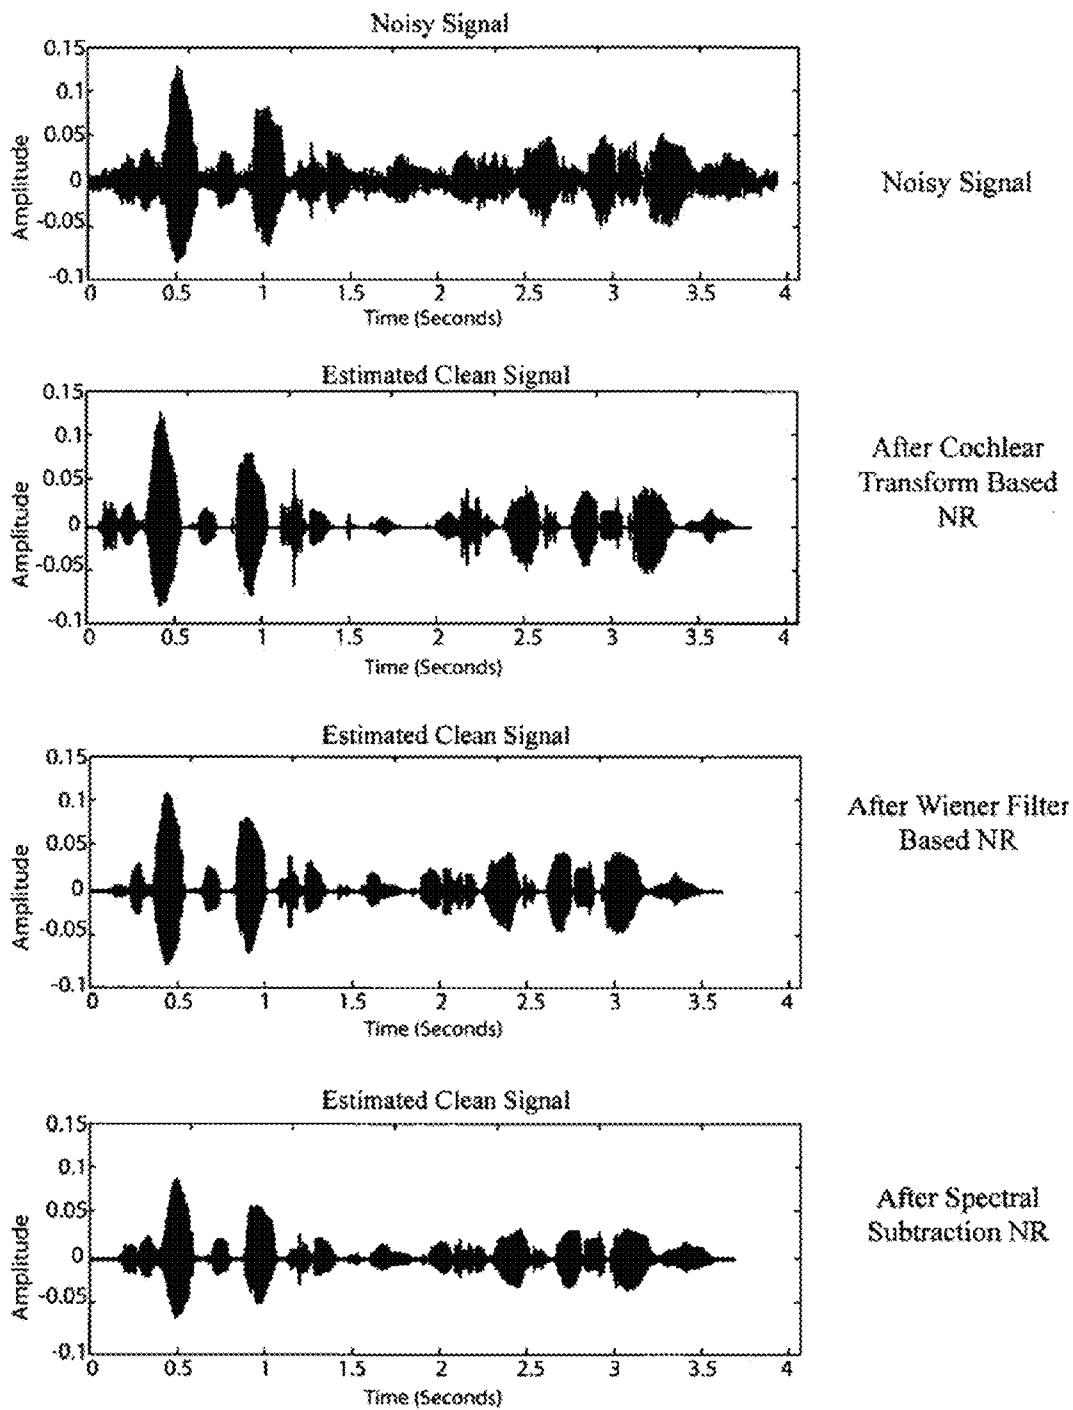 Noisy Signal
0.15
0.1
0.05
0
-0.05
-0.1
Amplitude
0 0.5 1 1.5 2 2.5 3 3.5 4
Time (Seconds)
Noisy Signal
Estimated Clean Signal
0.15
0.1
0.05
0
-0.05
-0.1
Amplitude
0 0.5 1 1.5 2 2.5 3 3.5 4
Time (Seconds)
After Cochlear
Transform Based
NR
Estimated Clean Signal
0.15
0.1
0.05
0
-0.05
-0.1
Amplitude
0 0.5 1 1.5 2 2.5 3 3.5 4
Time (Seconds)
After Wiener Filter
Based NR
Estimated Clean Signal
0.15
0.1
0.05
0
-0.05
-0.1
Amplitude
0 0.5 1 1.5 2 2.5 3 3.5 4
Time (Seconds)
After Spectral
Subtraction NR